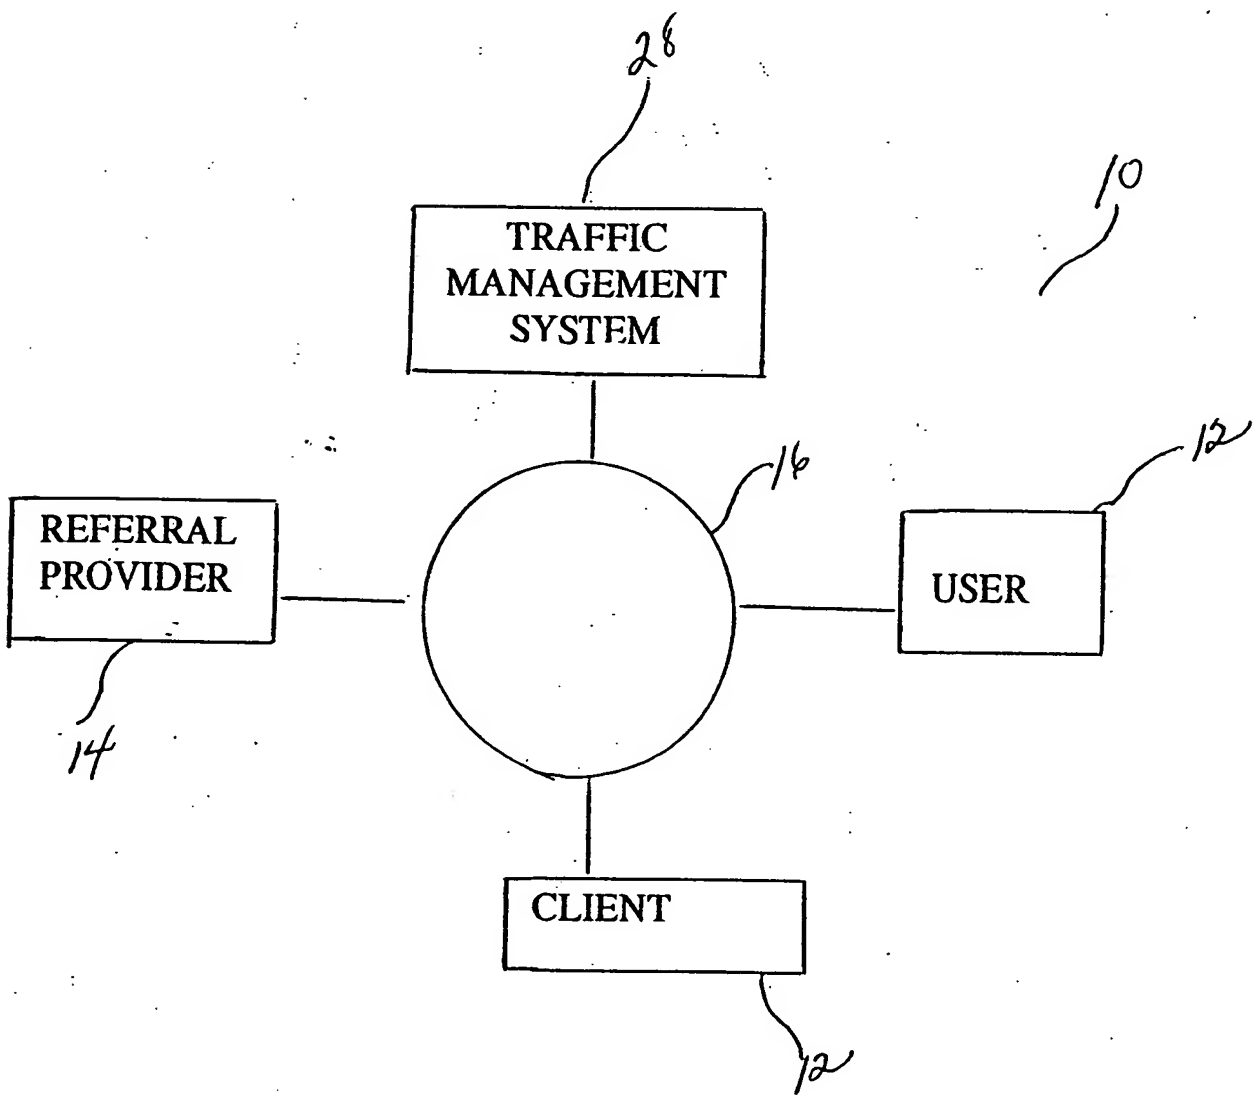 28
10
TRAFFIC
MANAGEMENT
SYSTEM
16
12
REFERRAL
PROVIDER
USER
14
CLIENT
12